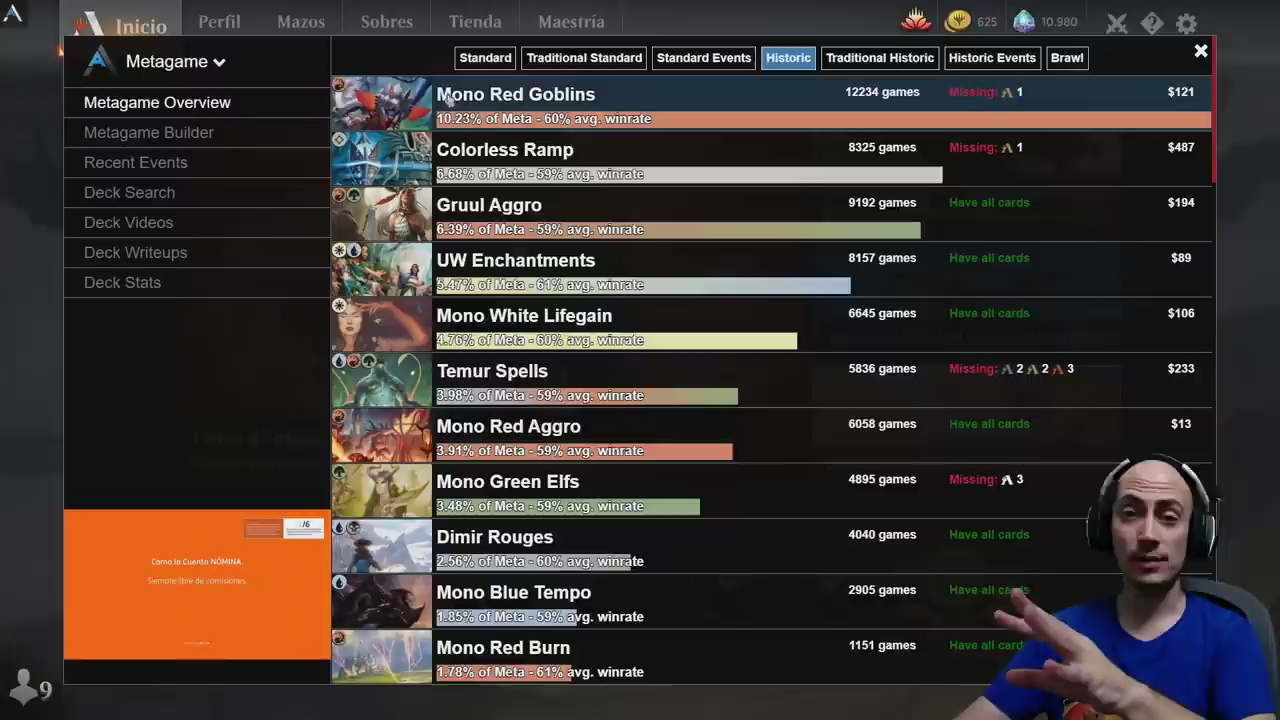 Inicio
Perfil
Mazos
Sobres
Tienda
Maestría
625
10.980
Metagame
Standard
Traditional Standard
Standard Events
Historic
Traditional Historic
Historic Events
Brawl
Metagame Overview
Metagame Builder
Recent Events
Deck Search
Deck Videos
Deck Writeups
Deck Stats
Mono Red Goblins
12234 games
Missing: 1
$121
10.23% of Meta - 60% avg. winrate
Colorless Ramp
8325 games
Missing: 1
$487
6.68% of Meta - 59% avg. winrate
Gruul Aggro
9192 games
Have all cards
$194
6.39% of Meta - 59% avg. winrate
UW Enchantments
8157 games
Have all cards
$89
5.47% of Meta - 61% avg. winrate
Mono White Lifegain
6645 games
Have all cards
$106
4.76% of Meta - 60% avg. winrate
Temur Spells
5836 games
Missing: 2 2 3
$233
3.98% of Meta - 59% avg. winrate
Mono Red Aggro
6058 games
Have all cards
$13
3.91% of Meta - 59% avg. winrate
Mono Green Elfs
4895 games
Missing: 3
3.48% of Meta - 59% avg. winrate
Dimir Rouges
4040 games
Have all cards
2.56% of Meta - 60% avg. winrate
Mono Blue Tempo
2905 games
Have all cards
1.85% of Meta - 59% avg. winrate
Mono Red Burn
1151 games
Have all card
1.78% of Meta - 61% avg. winrate
/6
Como la Cuenta NÓMINA.
Siempre libre de comisiones.
9